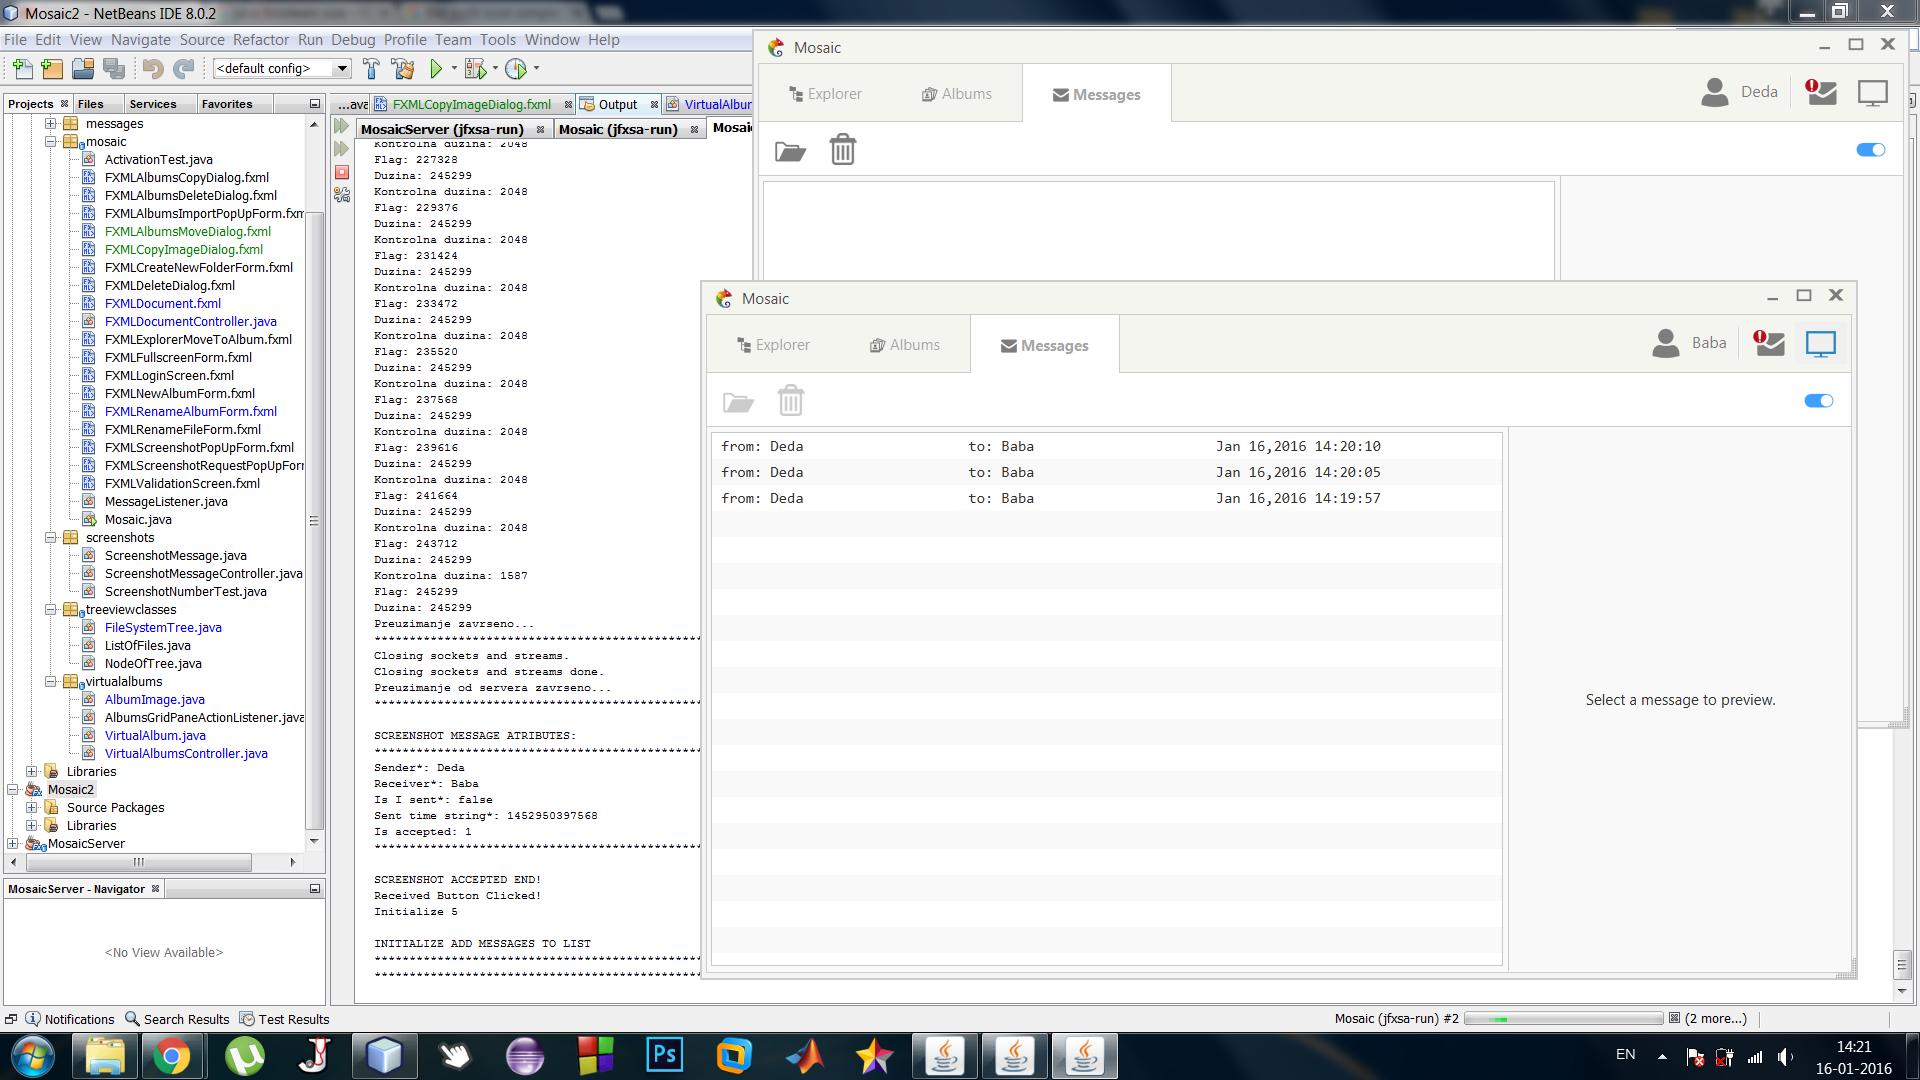 Mosaic2 - NetBeans IDE 8.0.2
File Edit View Navigate Source Refactor Run Debug Profile Team Tools Window Help
<default config>
Projects Files Services Favorites
messages
mosaic
ActivationTest.java
FXMLAlbumsCopyDialog.fxml
FXMLAlbumsDeleteDialog.fxml
FXMLAlbumsImportPopUpForm.fxm
FXMLAlbumsMoveDialog.fxml
FXMLCopyImageDialog.fxml
FXMLCreateNewFolderForm.fxml
FXMLDeleteDialog.fxml
FXMLDocument.fxml
FXMLDocumentController.java
FXMLExplorerMoveToAlbum.fxml
FXMLFullscreenForm.fxml
FXMLLoginScreen.fxml
FXMLNewAlbumForm.fxml
FXMLRenameAlbumForm.fxml
FXMLRenameFileForm.fxml
FXMLScreenshotPopUpForm.fxml
FXMLScreenshotRequestPopUpFor
FXMLValidationScreen.fxml
MessageListener.java
Mosaic.java
screenshots
ScreenshotMessage.java
ScreenshotMessageController.java
ScreenshotNumberTest.java
treeviewclasses
FileSystemTree.java
ListOfFiles.java
NodeOfTree.java
virtualalbums
AlbumImage.java
AlbumsGridPaneActionListener.java
VirtualAlbum.java
VirtualAlbumsController.java
Libraries
Mosaic2
Source Packages
Libraries
MosaicServer
MosaicServer - Navigator
<No View Available>
...ava FXMLCopyImageDialog.fxml Output VirtualAlbur
MosaicServer (jfxsa-run) Mosaic (jfxsa-run) Mosaic
Kontrolna duzina: 2048
Flag: 227328
Duzina: 245299
Kontrolna duzina: 2048
Flag: 229376
Duzina: 245299
Kontrolna duzina: 2048
Flag: 231424
Duzina: 245299
Kontrolna duzina: 2048
Flag: 233472
Duzina: 245299
Kontrolna duzina: 2048
Flag: 235520
Duzina: 245299
Kontrolna duzina: 2048
Flag: 237568
Duzina: 245299
Kontrolna duzina: 2048
Flag: 239616
Duzina: 245299
Kontrolna duzina: 2048
Flag: 241664
Duzina: 245299
Kontrolna duzina: 2048
Flag: 243712
Duzina: 245299
Kontrolna duzina: 1587
Flag: 245299
Duzina: 245299
Preuzimanje zavrseno...
******************************************
Closing sockets and streams.
Closing sockets and streams done.
Preuzimanje od servera zavrseno...
******************************************
SCREENSHOT MESSAGE ATRIBUTES:
******************************************
Sender*: Deda
Receiver*: Baba
Is I sent*: false
Sent time string*: 1452950397568
Is accepted: 1
******************************************
SCREENSHOT ACCEPTED END!
Received Button Clicked!
Initialize 5
INITIALIZE ADD MESSAGES TO LIST
******************************************
******************************************
Mosaic
Explorer Albums Messages Deda
Mosaic
Explorer Albums Messages Baba
from: Deda to: Baba Jan 16,2016 14:20:10
from: Deda to: Baba Jan 16,2016 14:20:05
from: Deda to: Baba Jan 16,2016 14:19:57
Select a message to preview.
Notifications Search Results Test Results
Mosaic (jfxsa-run) #2 (2 more...)
Ps
EN
14:21
16-01-2016